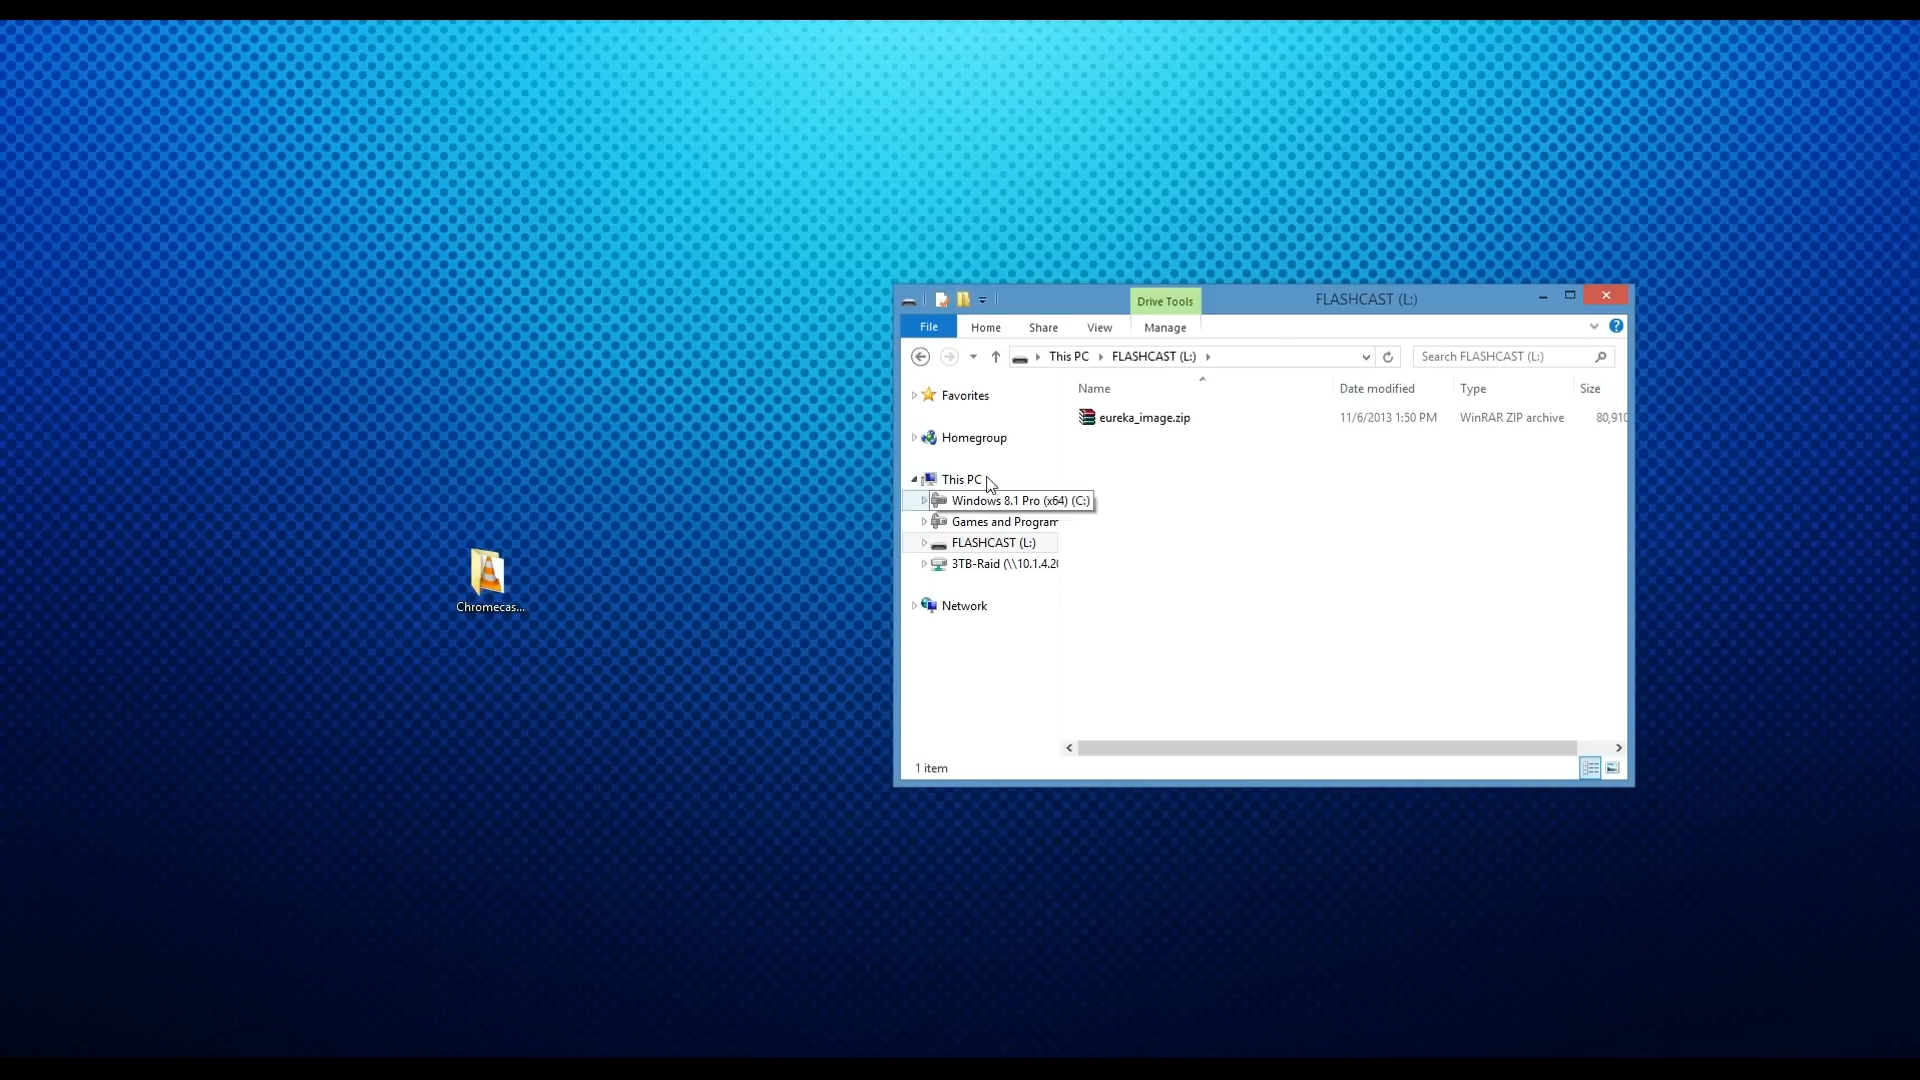 Drive Tools
FLASHCAST (L:)
File
Home
Share
View
Manage
This PC
FLASHCAST (L:)
Search FLASHCAST (L:)
Name
Date modified
Type
Size
eureka_image.zip
11/6/2013 1:50 PM
WinRAR ZIP archive
80,910
Favorites
Homegroup
This PC
Windows 8.1 Pro (x64) (C:)
Games and Program
FLASHCAST (L:)
3TB-Raid (\\10.1.4.20
Network
1 item
Chromecas...